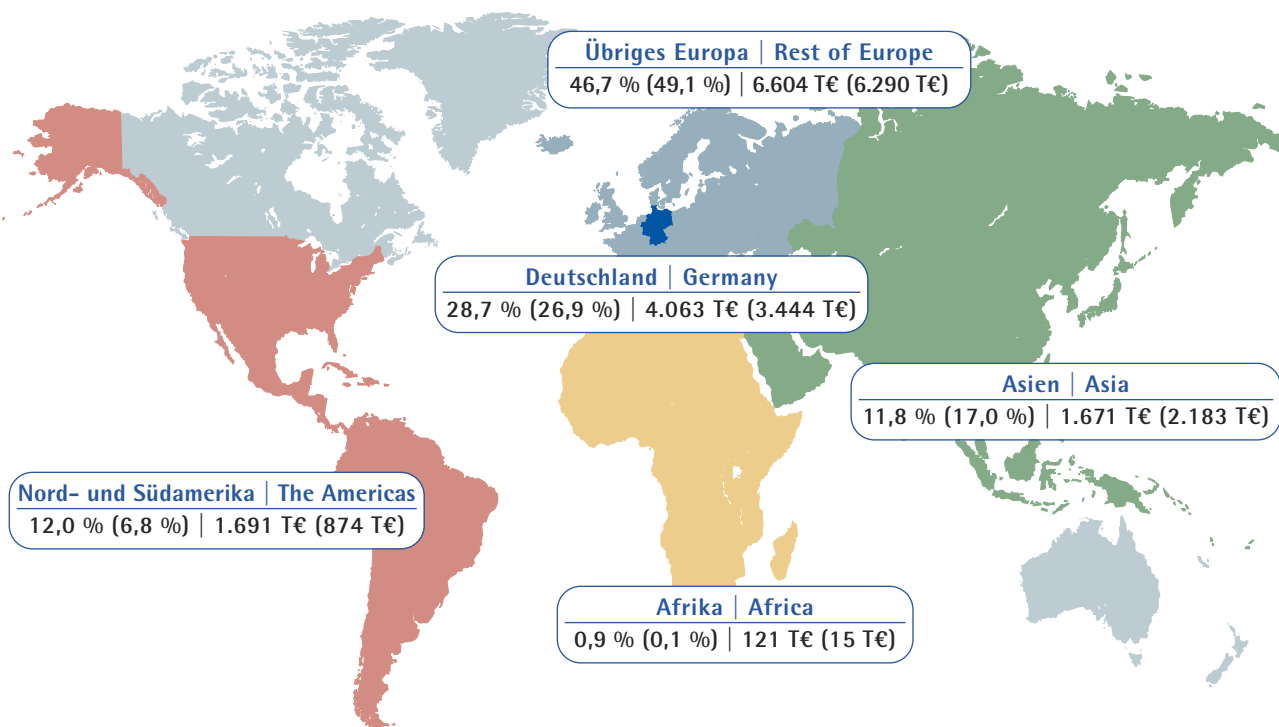 Übriges Europa | Rest of Europe
46,7 % (49,1 %) | 6.604 T€ (6.290 T€)
Deutschland | Germany
28,7 % (26,9 %) | 4.063 T€ (3.444 T€)
Asien | Asia
11,8 % (17,0 %) | 1.671 T€ (2.183 T€)
Nord- und Südamerika | The Americas
12,0 % (6,8 %) | 1.691 T€ (874 T€)
Afrika | Africa
0,9 % (0,1 %) | 121 T€ (15 T€)